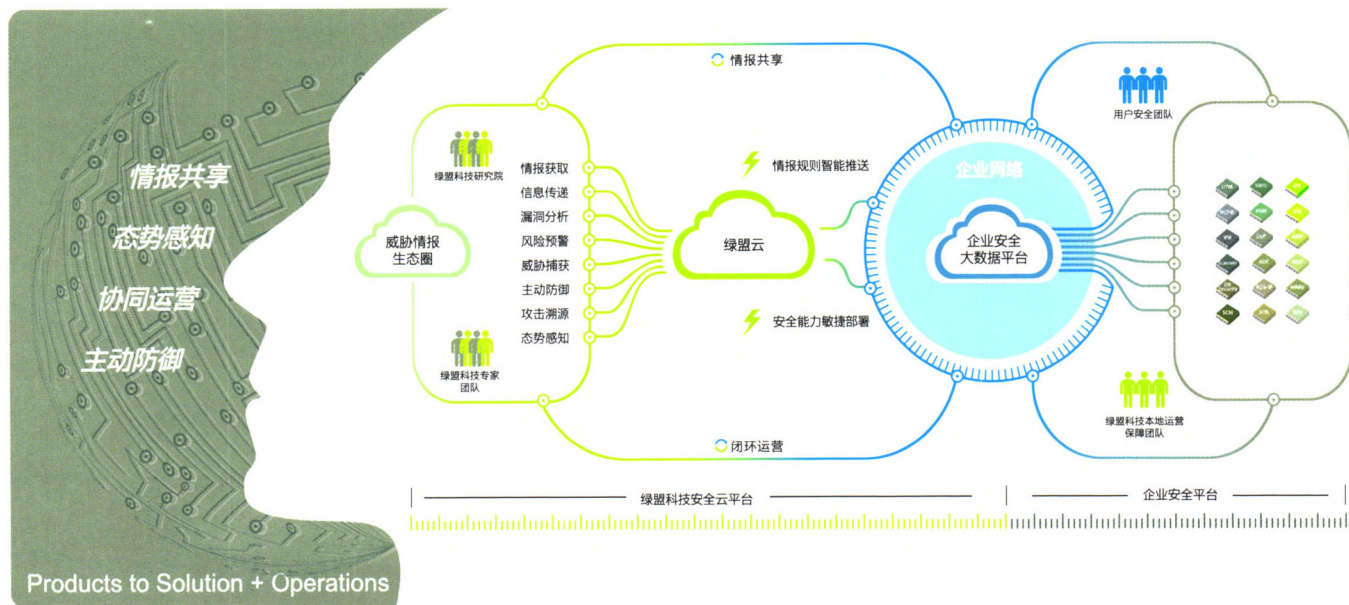 情报共享
态势感知
协同运营
主动防御
Products to Solution + Operations
情报共享
绿盟科技研究院
威胁情报
生态圈
绿盟科技专家
团队
情报获取
信息传递
漏洞分析
风险预警
威胁捕获
主动防御
攻击溯源
态势感知
绿盟云
情报规则智能推送
安全能力敏捷部署
企业网络
企业安全
大数据平台
用户安全团队
绿盟科技本地运营
保障团队
闭环运营
绿盟科技安全云平台
企业安全平台